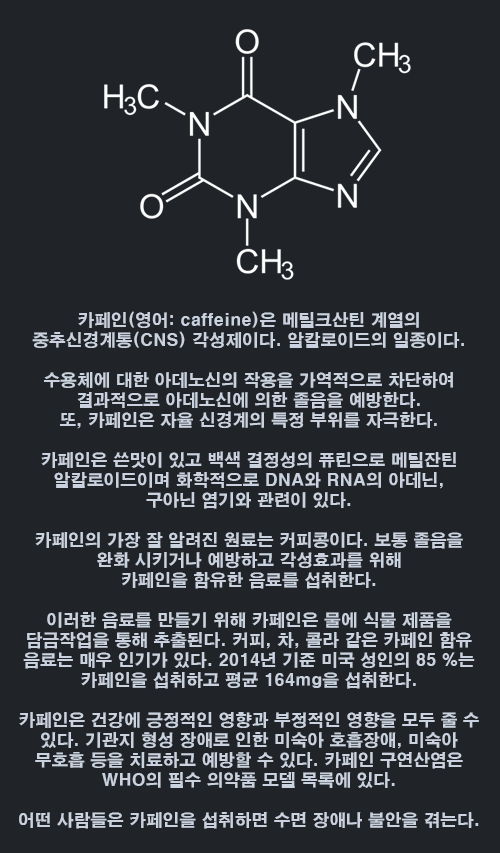 O
CH3
H3C
N
N
O
N
N
CH3
카페인(영어: caffeine)은 메틸크산틴 계열의
중추신경계통(CNS) 각성제이다. 알칼로이드의 일종이다.
수용체에 대한 아데노신의 작용을 가역적으로 차단하여
결과적으로 아데노신에 의한 졸음을 예방한다.
또, 카페인은 자율 신경계의 특정 부위를 자극한다.
카페인은 쓴맛이 있고 백색 결정성의 퓨린으로 메틸잔틴
알칼로이드이며 화학적으로 DNA와 RNA의 아데닌,
구아닌 염기와 관련이 있다.
카페인의 가장 잘 알려진 원료는 커피콩이다. 보통 졸음을
완화 시키거나 예방하고 각성효과를 위해
카페인을 함유한 음료를 섭취한다.
이러한 음료를 만들기 위해 카페인은 물에 식물 제품을
담금작업을 통해 추출된다. 커피, 차, 콜라 같은 카페인 함유
음료는 매우 인기가 있다. 2014년 기준 미국 성인의 85 %는
카페인을 섭취하고 평균 164mg을 섭취한다.
카페인은 건강에 긍정적인 영향과 부정적인 영향을 모두 줄 수
있다. 기관지 형성 장애로 인한 미숙아 호흡장애, 미숙아
무호흡 등을 치료하고 예방할 수 있다. 카페인 구연산염은
WHO의 필수 의약품 모델 목록에 있다.
어떤 사람들은 카페인을 섭취하면 수면 장애나 불안을 겪는다.